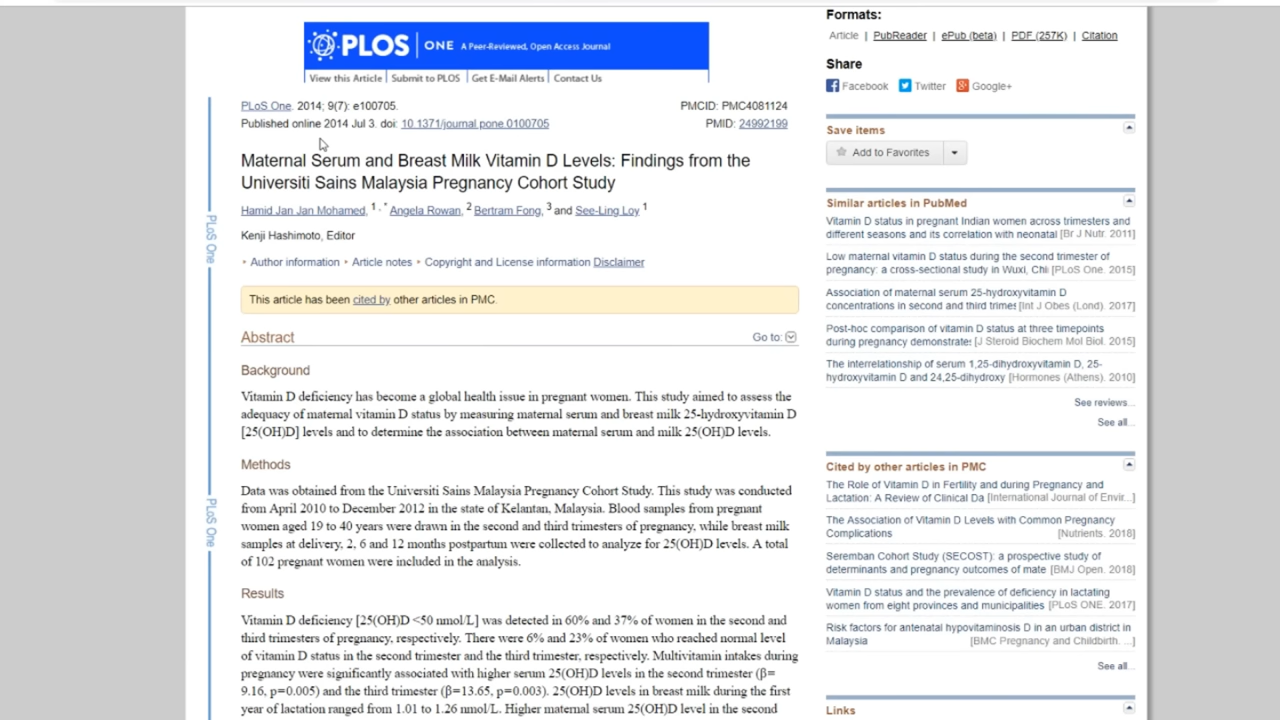 PLOS ONE A Peer-Reviewed, Open Access Journal
View this Article | Submit to PLOS | Get E-Mail Alerts | Contact Us
PLoS One. 2014; 9(7): e100705. PMCID: PMC4081124
Published online 2014 Jul 3. doi: 10.1371/journal.pone.0100705 PMID: 24992199
Maternal Serum and Breast Milk Vitamin D Levels: Findings from the
Universiti Sains Malaysia Pregnancy Cohort Study
Hamid Jan Jan Mohamed, 1 , * Angela Rowan, 2 Bertram Fong, 3 and See-Ling Loy 1
Kenji Hashimoto, Editor
Author information Article notes Copyright and License information Disclaimer
This article has been cited by other articles in PMC.
Abstract Go to:
Background
Vitamin D deficiency has become a global health issue in pregnant women. This study aimed to assess the
adequacy of maternal vitamin D status by measuring maternal serum and breast milk 25-hydroxyvitamin D
[25(OH)D] levels and to determine the association between maternal serum and milk 25(OH)D levels.
Methods
Data was obtained from the Universiti Sains Malaysia Pregnancy Cohort Study. This study was conducted
from April 2010 to December 2012 in the state of Kelantan, Malaysia. Blood samples from pregnant
women aged 19 to 40 years were drawn in the second and third trimesters of pregnancy, while breast milk
samples at delivery, 2, 6 and 12 months postpartum were collected to analyze for 25(OH)D levels. A total
of 102 pregnant women were included in the analysis.
Results
Vitamin D deficiency [25(OH)D <50 nmol/L] was detected in 60% and 37% of women in the second and
third trimesters of pregnancy, respectively. There were 6% and 23% of women who reached normal level
of vitamin D status in the second trimester and the third trimester, respectively. Multivitamin intakes during
pregnancy were significantly associated with higher serum 25(OH)D levels in the second trimester (β=
9.16, p=0.005) and the third trimester (β=13.65, p=0.003). 25(OH)D levels in breast milk during the first
year of lactation ranged from 1.01 to 1.26 nmol/L. Higher maternal serum 25(OH)D level in the second
PLoS One
PLoS One
Formats:
Article | PubReader | ePub (beta) | PDF (257K) | Citation
Share
Facebook Twitter Google+
Save items
Add to Favorites
Similar articles in PubMed
Vitamin D status in pregnant Indian women across trimesters and
different seasons and its correlation with neonatal [Br J Nutr. 2011]
Low maternal vitamin D status during the second trimester of
pregnancy: a cross-sectional study in Wuxi, Chi [PLoS One. 2015]
Association of maternal serum 25-hydroxyvitamin D
concentrations in second and third trimes [Int J Obes (Lond). 2017]
Post-hoc comparison of vitamin D status at three timepoints
during pregnancy demonstrate [J Steroid Biochem Mol Biol. 2015]
The interrelationship of serum 1,25-dihydroxyvitamin D, 25-
hydroxyvitamin D and 24,25-dihydroxy [Hormones (Athens). 2010]
See reviews...
See all...
Cited by other articles in PMC
The Role of Vitamin D in Fertility and during Pregnancy and
Lactation: A Review of Clinical Da [International Journal of Envir...]
The Association of Vitamin D Levels with Common Pregnancy
Complications [Nutrients. 2018]
Seremban Cohort Study (SECOST): a prospective study of
determinants and pregnancy outcomes of mate [BMJ Open. 2018]
Vitamin D status and the prevalence of deficiency in lactating
women from eight provinces and municipalities [PLoS ONE. 2017]
Risk factors for antenatal hypovitaminosis D in an urban district in
Malaysia [BMC Pregnancy and Childbirth. ...]
See all...
Links